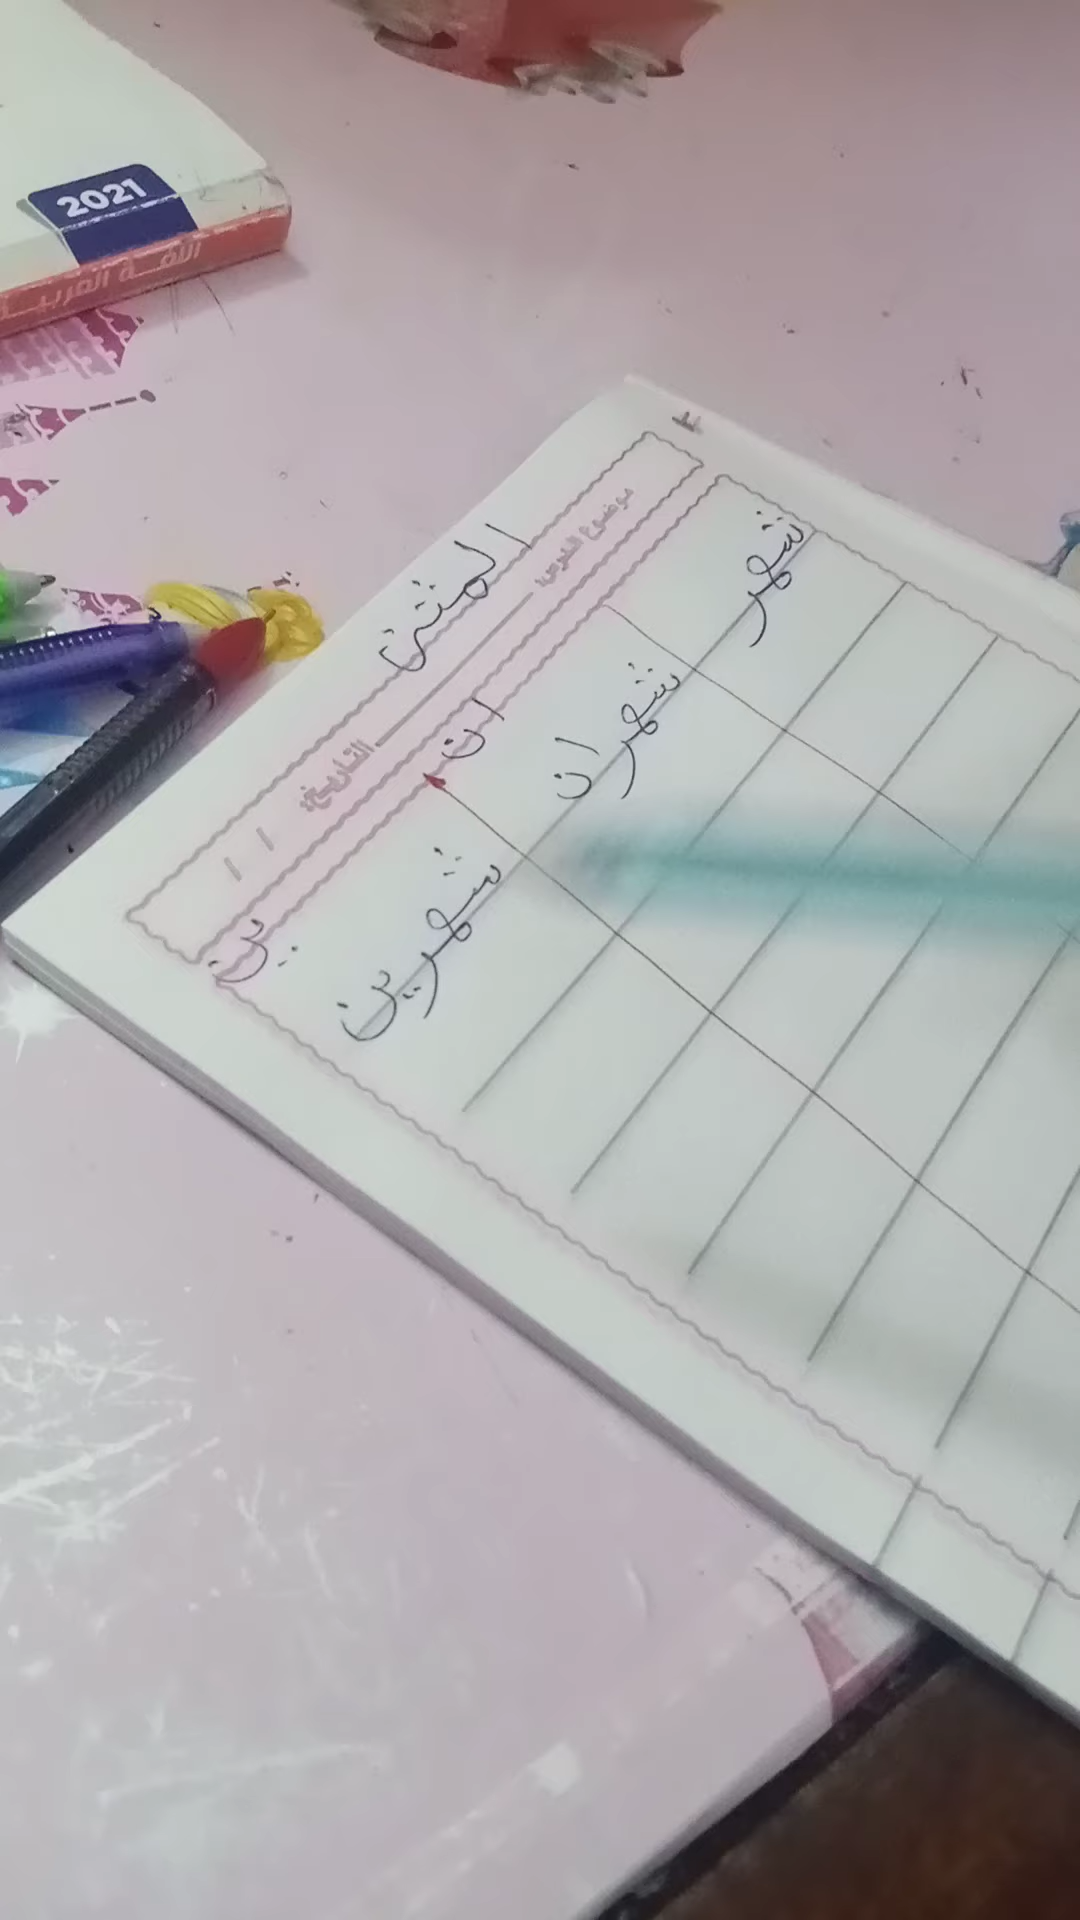 2021
اللغة العربية
المثنى
موضوع الدرس:
التاريخ: / /
ان
ين
شهر
شهران
شهرين